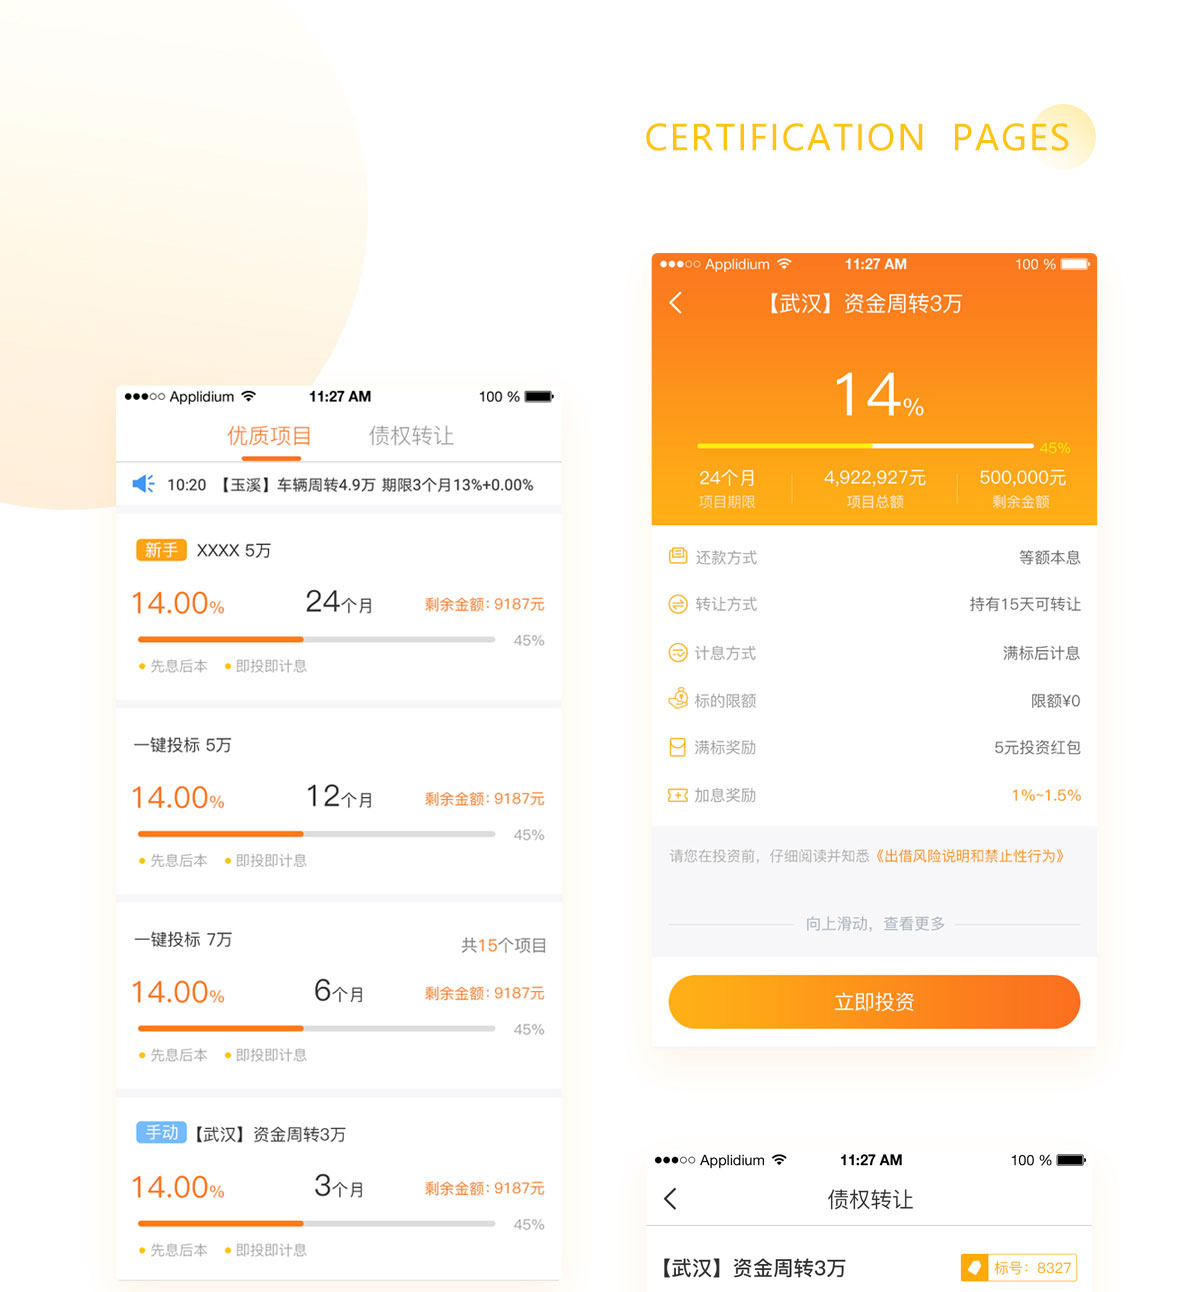 CERTIFICATION PAGES
Applidium 11:27 AM 100 %
优质项目 债权转让
10:20 【玉溪】车辆周转4.9万 期限3个月13%+0.00%
新手 XXXX 5万
14.00% 24个月 剩余金额: 9187元
45%
先息后本 即投即计息
一键投标 5万
14.00% 12个月 剩余金额: 9187元
45%
先息后本 即投即计息
一键投标 7万 共15个项目
14.00% 6个月 剩余金额: 9187元
45%
先息后本 即投即计息
手动 【武汉】资金周转3万
14.00% 3个月 剩余金额: 9187元
45%
先息后本 即投即计息
Applidium 11:27 AM 100 %
【武汉】资金周转3万
14%
45%
24个月 4,922,927元 500,000元
项目期限 项目总额 剩余金额
还款方式 等额本息
转让方式 持有15天可转让
计息方式 满标后计息
标的限额 限额¥0
满标奖励 5元投资红包
加息奖励 1%~1.5%
请您在投资前，仔细阅读并知悉《出借风险说明和禁止性行为》
向上滑动，查看更多
立即投资
Applidium 11:27 AM 100 %
债权转让
【武汉】资金周转3万 标号：8327